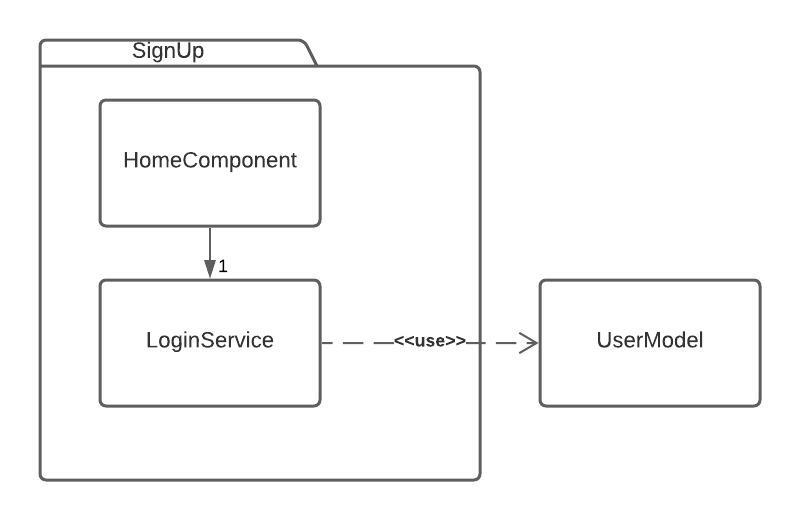 SignUp
HomeComponent
1
LoginService
<<use>>
UserModel